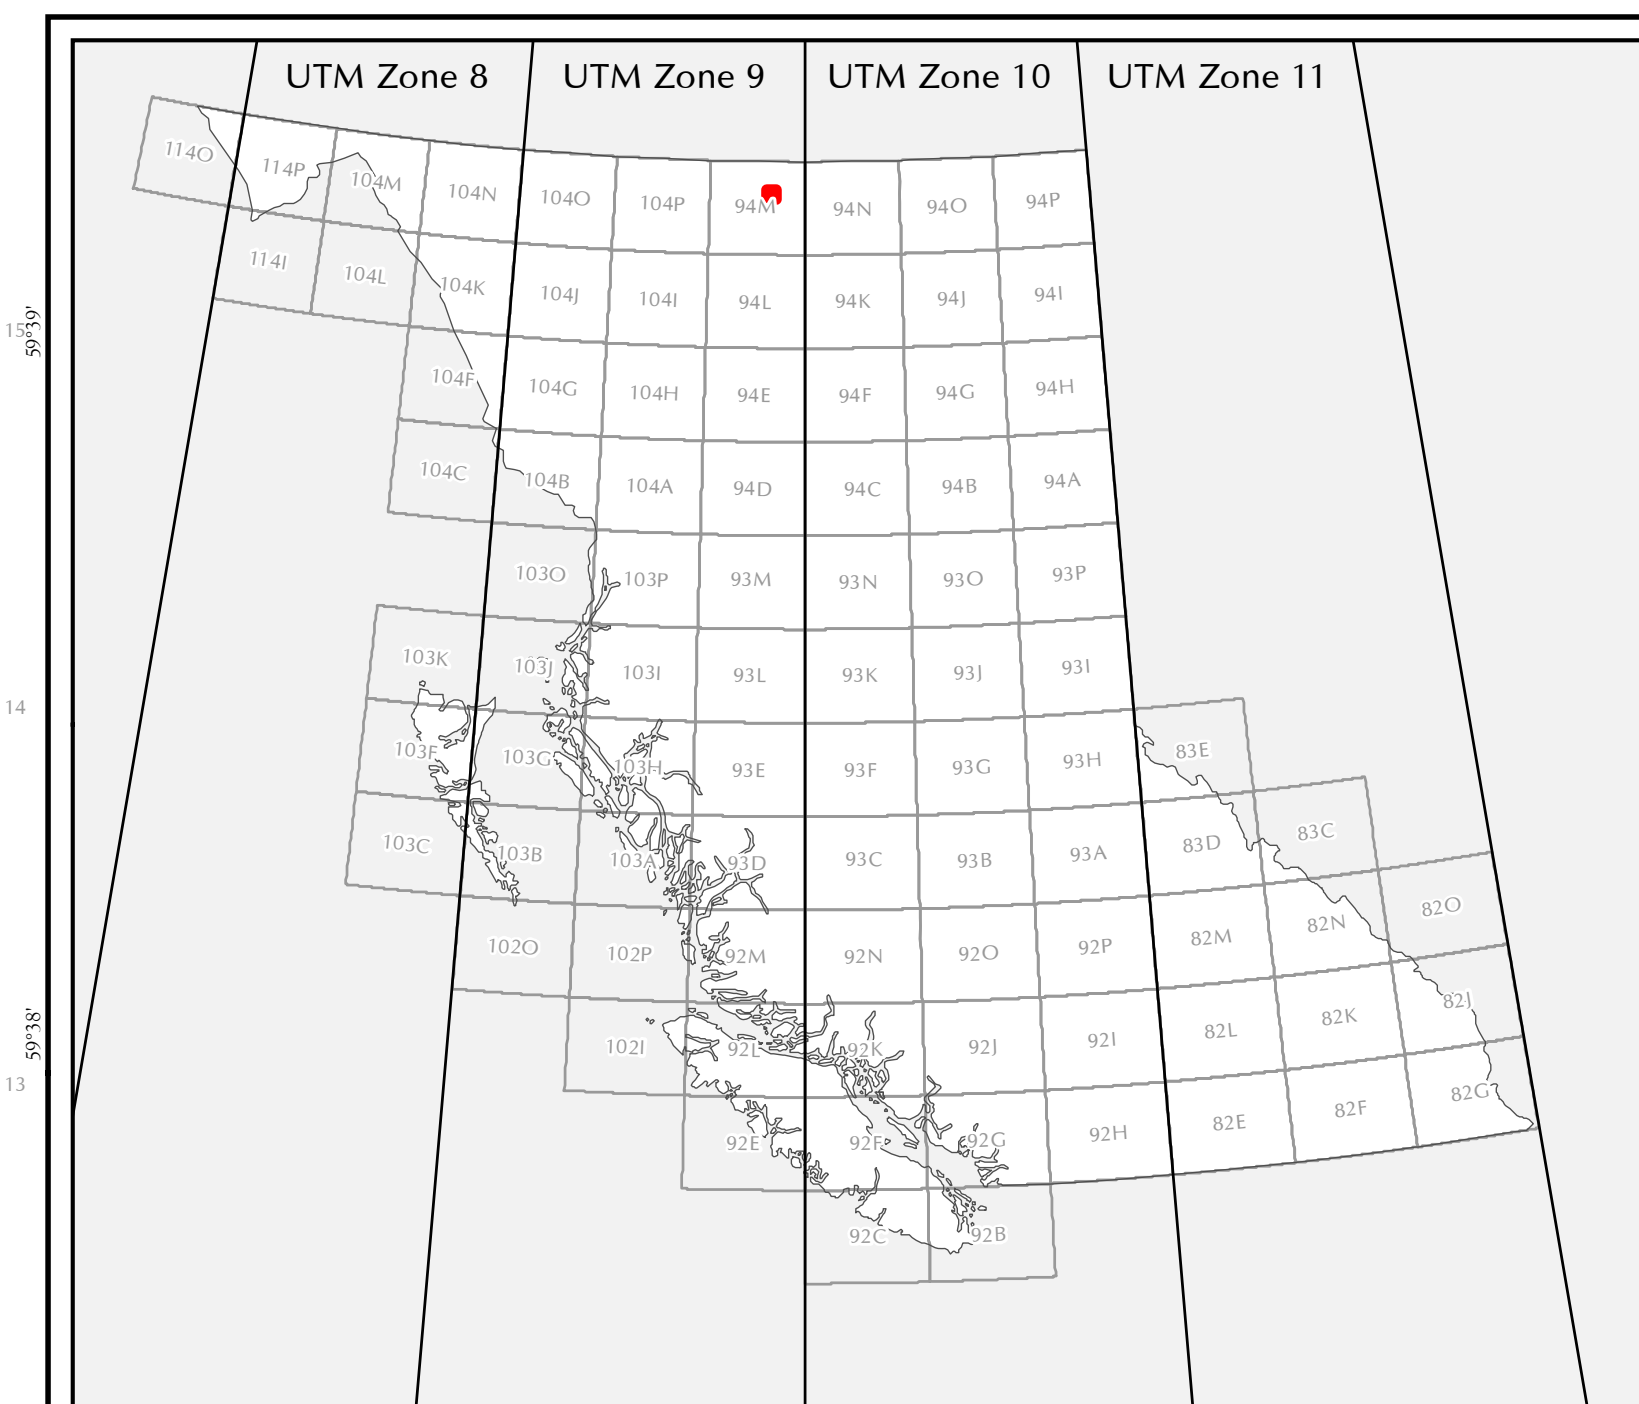 UTM Zone 8 UTM Zone 9 UTM Zone 10 UTM Zone 11
114O 114P 104M 104N 104O 104P 94M 94N 94O 94P
114I 104L 104K 104J 104I 94L 94K 94J 94I
15
59°39'
104F 104G 104H 94E 94F 94G 94H
104C 104B 104A 94D 94C 94B 94A
103O 103P 93M 93N 93O 93P
103K 103J 103I 93L 93K 93J 93I
14
103F 103G 103H 93E 93F 93G 93H 83E
103C 103B 103A 93D 93C 93B 93A 83D 83C
102O 102P 92M 92N 92O 92P 82M 82N 82O
59°38'
102I 92L 92K 92J 92I 82L 82K 82J
13
92E 92F 92G 92H 82E 82F 82G
92C 92B